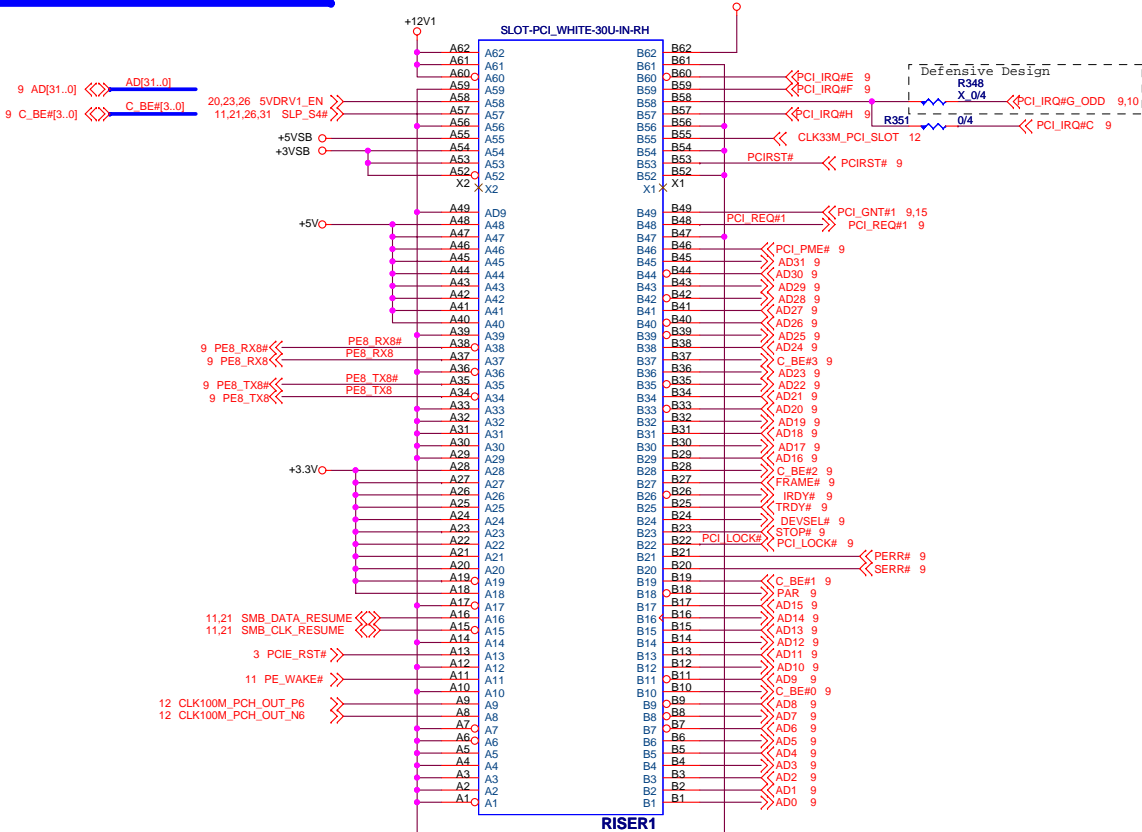 +12V1
SLOT-PCI_WHITE-30U-IN-RH
9 AD[31..0] AD[31..0]
9 C_BE#[3..0] C_BE#[3..0]
Defensive Design
R348
X_0/4
PCI_IRQ#G_ODD 9,10
R351 0/4
PCI_IRQ#C 9
A62 A62 B62 B62
A61 A61 B61 B61
A60 A60 B60 B60 PCI_IRQ#E 9
A59 A59 B59 B59 PCI_IRQ#F 9
20,23,26 5VDRV1_EN A58 A58 B58 B58
11,21,26,31 SLP_S4# A57 A57 B57 B57 PCI_IRQ#H 9
A56 A56 B56 B56
+5VSB A55 A55 B55 B55 CLK33M_PCI_SLOT 12
+3VSB A54 A54 B54 B54
A53 A53 B53 B53 PCIRST# PCIRST# 9
A52 A52 B52 B52
X2 X2 X1 X1
A49 AD9 B49 B49 PCI_GNT#1 9,15
+5V A48 A48 B48 B48 PCI_REQ#1 PCI_REQ#1 9
A47 A47 B47 B47
A46 A46 B46 B46 PCI_PME# 9
A45 A45 B45 B45 AD31 9
A44 A44 B44 B44 AD30 9
A43 A43 B43 B43 AD29 9
A42 A42 B42 B42 AD28 9
A41 A41 B41 B41 AD27 9
A40 A40 B40 B40 AD26 9
A39 A39 B39 B39 AD25 9
9 PE8_RX8# PE8_RX8# A38 A38 B38 B38 AD24 9
9 PE8_RX8 PE8_RX8 A37 A37 B37 B37 C_BE#3 9
A36 A36 B36 B36 AD23 9
9 PE8_TX8# PE8_TX8# A35 A35 B35 B35 AD22 9
9 PE8_TX8 PE8_TX8 A34 A34 B34 B34 AD21 9
A33 A33 B33 B33 AD20 9
A32 A32 B32 B32 AD19 9
A31 A31 B31 B31 AD18 9
A30 A30 B30 B30 AD17 9
A29 A29 B29 B29 AD16 9
+3.3V A28 A28 B28 B28 C_BE#2 9
A27 A27 B27 B27 FRAME# 9
A26 A26 B26 B26 IRDY# 9
A25 A25 B25 B25 TRDY# 9
A24 A24 B24 B24 DEVSEL# 9
A23 A23 B23 B23 STOP# 9
A22 A22 B22 B22 PCI_LOCK# PCI_LOCK# 9
A21 A21 B21 B21 PERR# 9
A20 A20 B20 B20 SERR# 9
A19 A19 B19 B19 C_BE#1 9
A18 A18 B18 B18 PAR 9
A17 A17 B17 B17 AD15 9
11,21 SMB_DATA_RESUME A16 A16 B16 B16 AD14 9
11,21 SMB_CLK_RESUME A15 A15 B15 B15 AD13 9
A14 A14 B14 B14 AD12 9
3 PCIE_RST# A13 A13 B13 B13 AD11 9
A12 A12 B12 B12 AD10 9
11 PE_WAKE# A11 A11 B11 B11 AD9 9
A10 A10 B10 B10 C_BE#0 9
12 CLK100M_PCH_OUT_P6 A9 A9 B9 B9 AD8 9
12 CLK100M_PCH_OUT_N6 A8 A8 B8 B8 AD7 9
A7 A7 B7 B7 AD6 9
A6 A6 B6 B6 AD5 9
A5 A5 B5 B5 AD4 9
A4 A4 B4 B4 AD3 9
A3 A3 B3 B3 AD2 9
A2 A2 B2 B2 AD1 9
A1 A1 B1 B1 AD0 9
RISER1